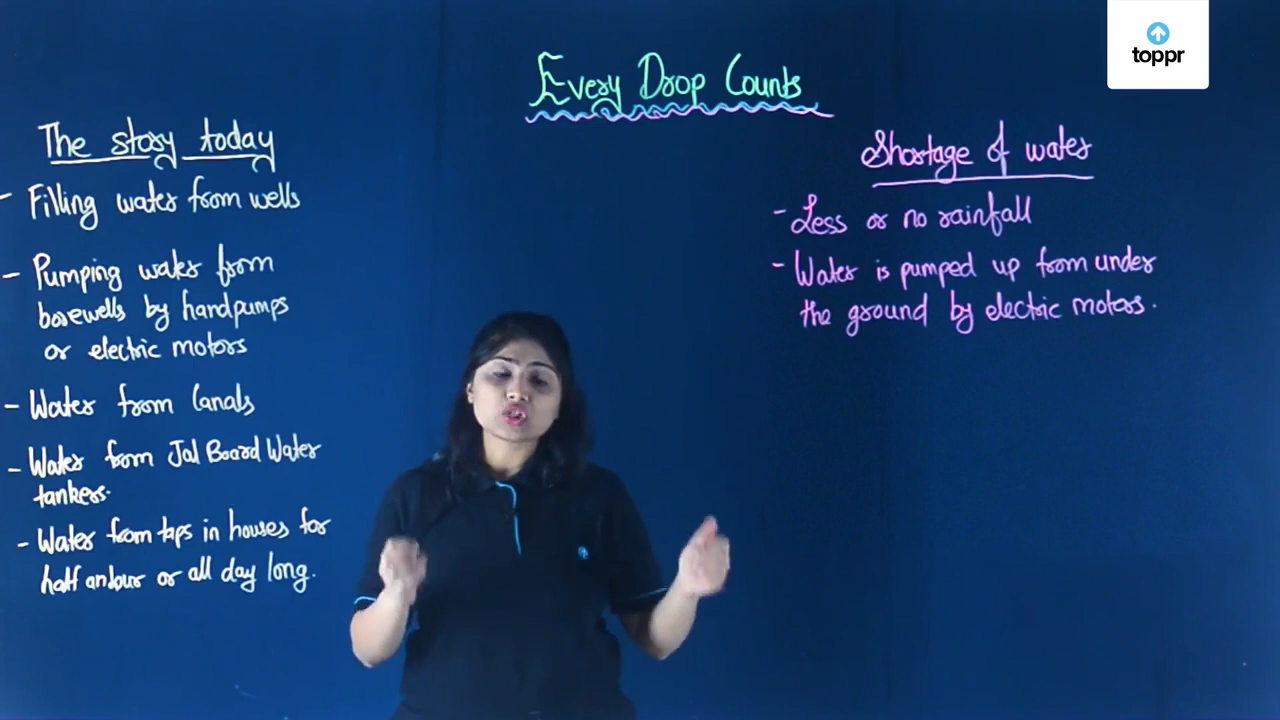 Every Drop Counts
toppr
The story today
- Filling water from wells
- Pumping water from
borewells by handpumps
or electric motors
- Water from Canals
- Water from Jal Board Water
tankers.
- Water from taps in houses for
half anhour or all day long.
Shortage of water
- Less or no rainfall
- Water is pumped up from under
the ground by electric motors.